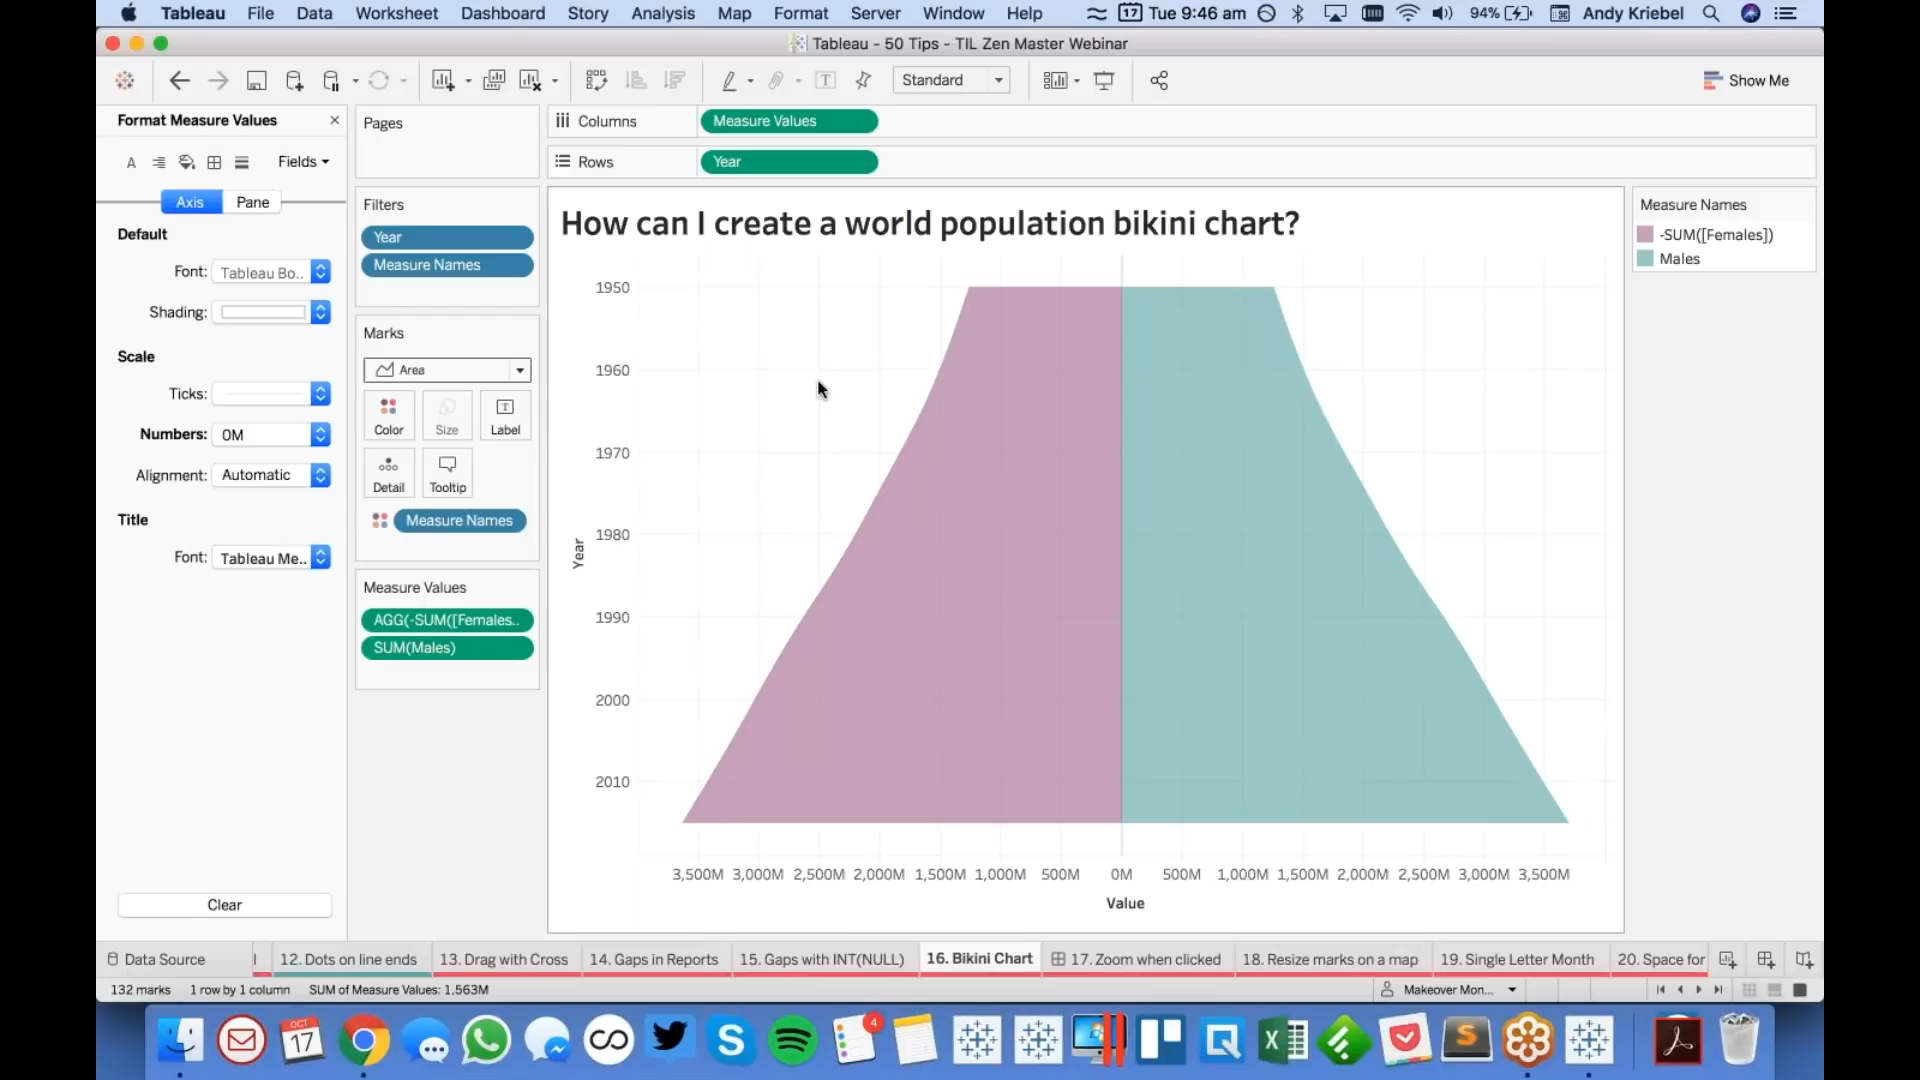 Tableau File Data Worksheet Dashboard Story Analysis Map Format Server Window Help 17 Tue 9:46 am 94% Andy Kriebel
Tableau - 50 Tips - TIL Zen Master Webinar
Standard Show Me
Format Measure Values
Fields
Axis Pane
Default
Font: Tableau Bo..
Shading:
Scale
Ticks:
Numbers: 0M
Alignment: Automatic
Title
Font: Tableau Me..
Clear
Pages
Filters
Year
Measure Names
Marks
Area
Color Size Label
Detail Tooltip
Measure Names
Measure Values
AGG(-SUM([Females..
SUM(Males)
Columns Measure Values
Rows Year
How can I create a world population bikini chart?
1950
1960
1970
1980
1990
2000
2010
Year
3,500M 3,000M 2,500M 2,000M 1,500M 1,000M 500M 0M 500M 1,000M 1,500M 2,000M 2,500M 3,000M 3,500M
Value
Measure Names
-SUM([Females])
Males
Data Source 12. Dots on line ends 13. Drag with Cross 14. Gaps in Reports 15. Gaps with INT(NULL) 16. Bikini Chart 17. Zoom when clicked 18. Resize marks on a map 19. Single Letter Month 20. Space for
132 marks 1 row by 1 column SUM of Measure Values: 1,563M Makeover Mon...
OCT
17
4